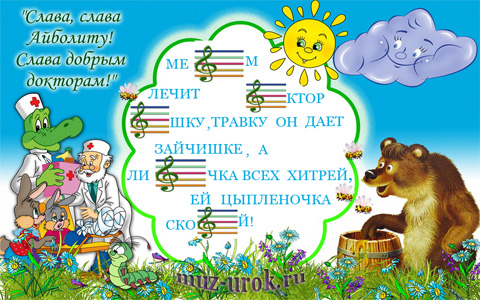 "Слава, слава
Айболиту!
Слава добрым
докторам!"
МЕ М
ЛЕЧИТ КТОР
ШКУ, ТРАВКУ ОН ДАЕТ
ЗАЙЧИШКЕ, А
ЛИ ЧКА ВСЕХ ХИТРЕЙ,
ЕЙ ЦЫПЛЕНОЧКА
СКО Й!
muz-urok.ru